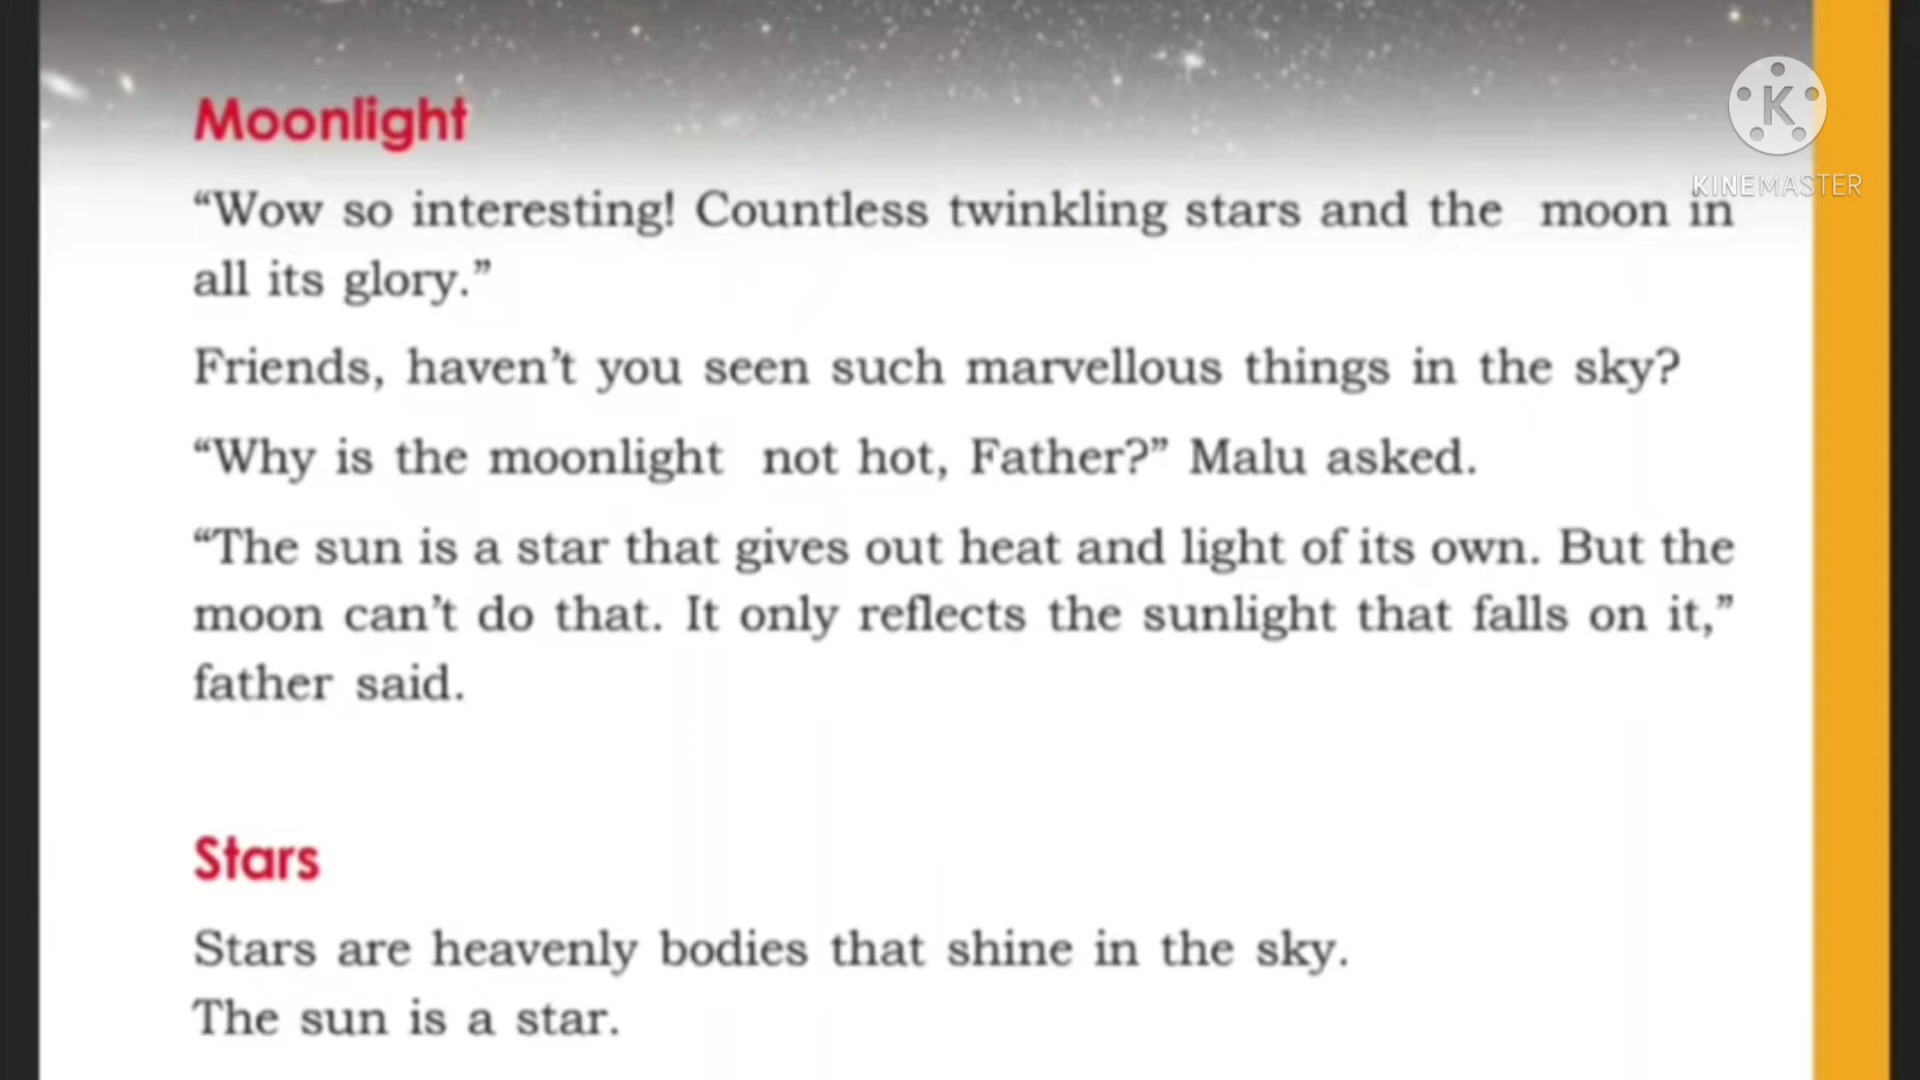 Moonlight
K
KINEMASTER
“Wow so interesting! Countless twinkling stars and the moon in
all its glory.”
Friends, haven’t you seen such marvellous things in the sky?
“Why is the moonlight not hot, Father?” Malu asked.
“The sun is a star that gives out heat and light of its own. But the
moon can’t do that. It only reflects the sunlight that falls on it,”
father said.
Stars
Stars are heavenly bodies that shine in the sky.
The sun is a star.